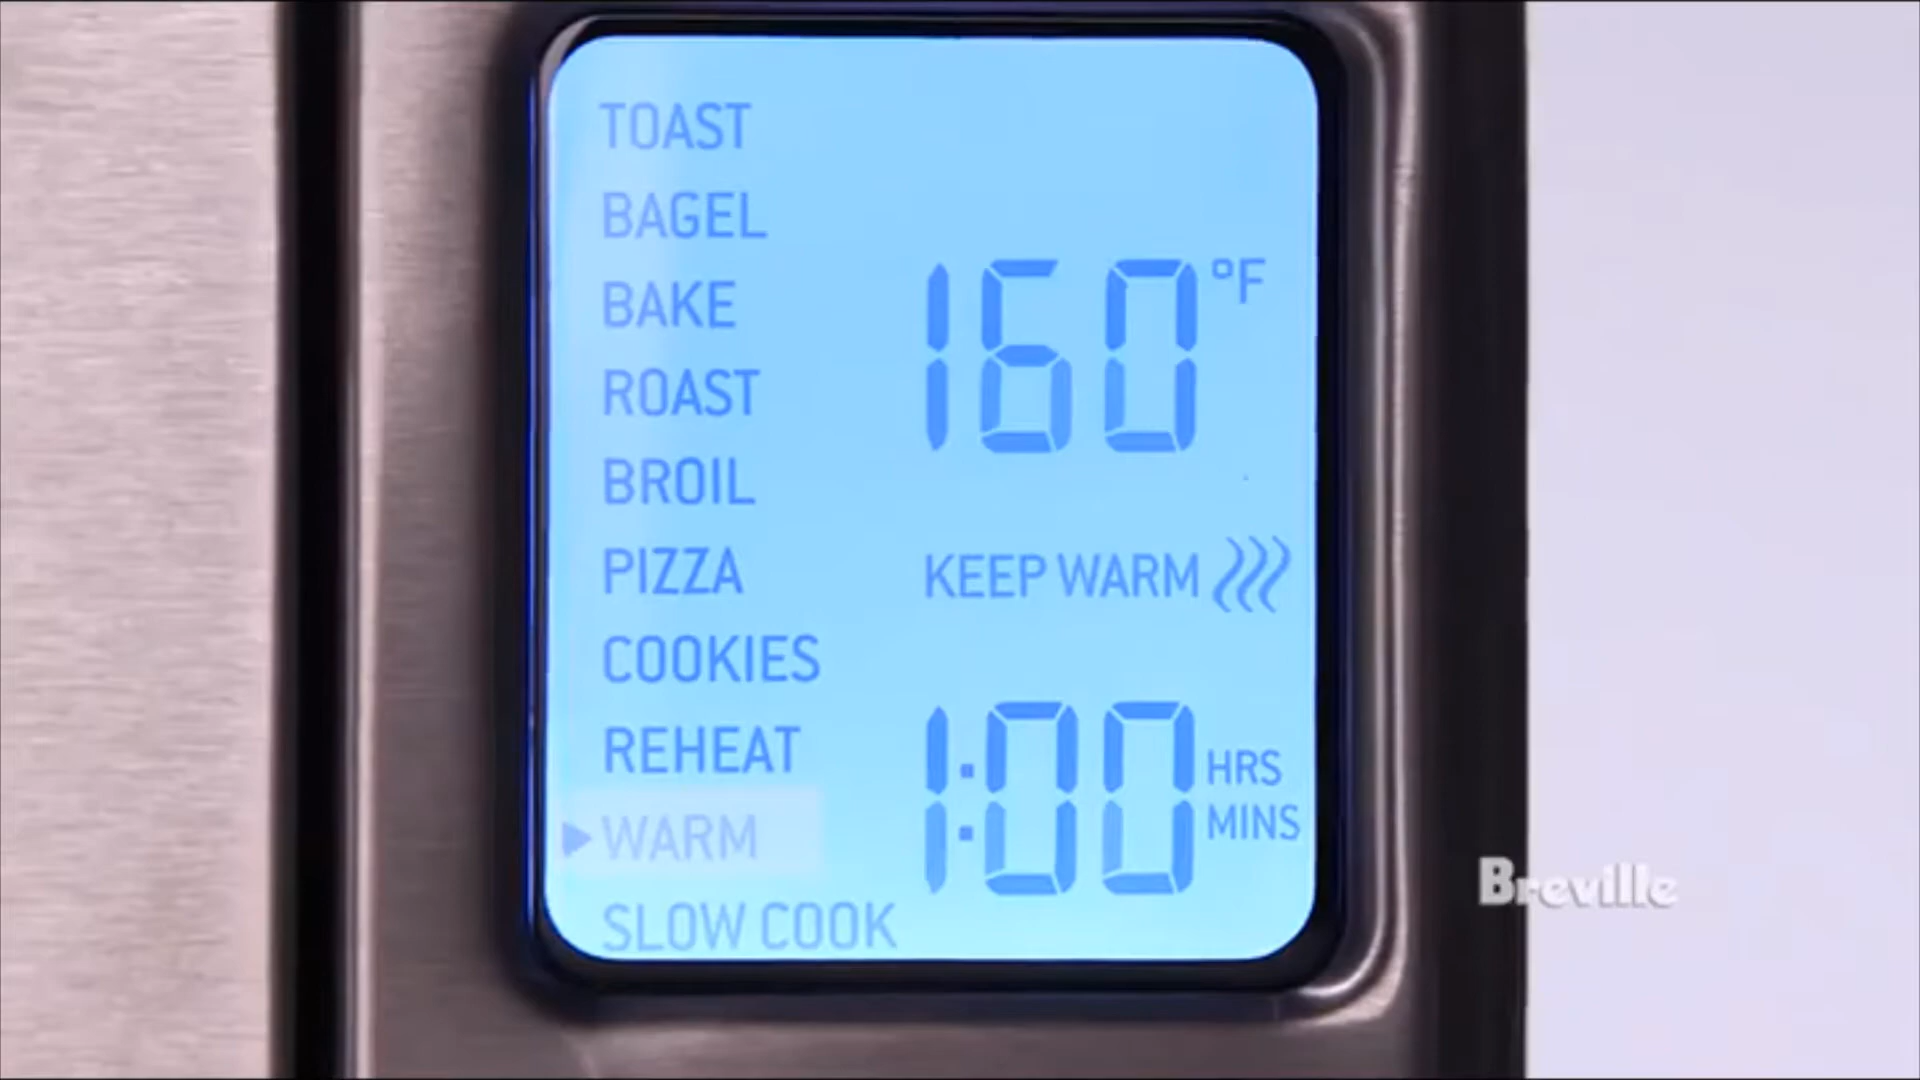 TOAST
BAGEL
BAKE
ROAST
BROIL
PIZZA
COOKIES
REHEAT
WARM
SLOW COOK
160 °F
KEEP WARM
1:00 HRS MINS
Breville